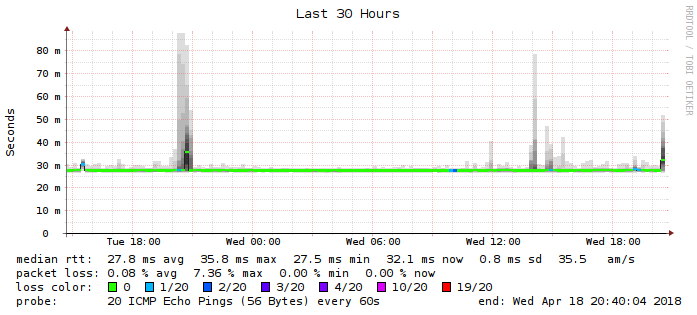 Last 30 Hours
RRDTOOL / TOBI OETIKER
Seconds
80 m
70 m
60 m
50 m
40 m
30 m
20 m
10 m
0
Tue 18:00 Wed 00:00 Wed 06:00 Wed 12:00 Wed 18:00
median rtt: 27.8 ms avg 35.8 ms max 27.5 ms min 32.1 ms now 0.8 ms sd 35.5 am/s
packet loss: 0.08 % avg 7.36 % max 0.00 % min 0.00 % now
loss color: 0 1/20 2/20 3/20 4/20 10/20 19/20
probe: 20 ICMP Echo Pings (56 Bytes) every 60s end: Wed Apr 18 20:40:04 2018